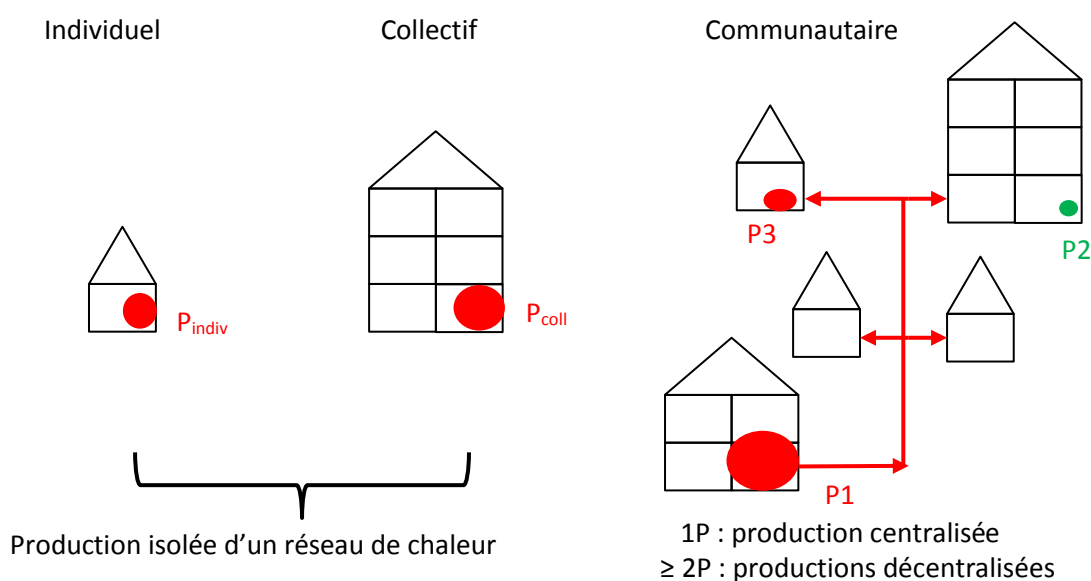 Individuel
Collectif
Communautaire
P3
P2
Pindiv
Pcoll
P1
Production isolée d'un réseau de chaleur
1P : production centralisée
≥ 2P : productions décentralisées